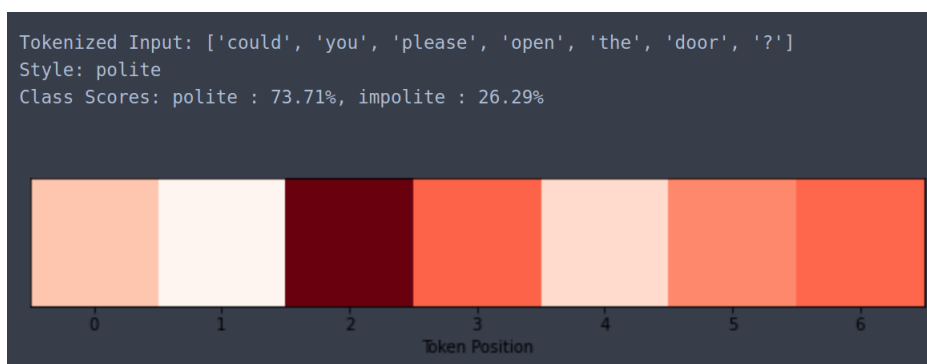 Tokenized Input: ['could', 'you', 'please', 'open', 'the', 'door', '?']
Style: polite
Class Scores: polite : 73.71%, impolite : 26.29%
0 1 2 3 4 5 6
Token Position